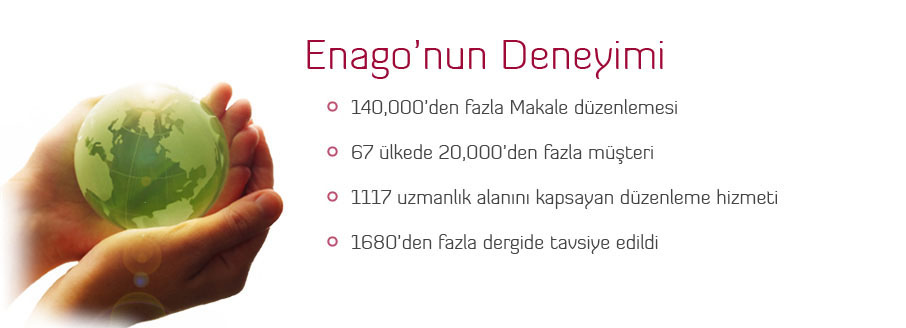 Enago’nun Deneyimi
140,000’den fazla Makale düzenlemesi
67 ülkede 20,000’den fazla müşteri
1117 uzmanlık alanını kapsayan düzenleme hizmeti
1680’den fazla dergide tavsiye edildi